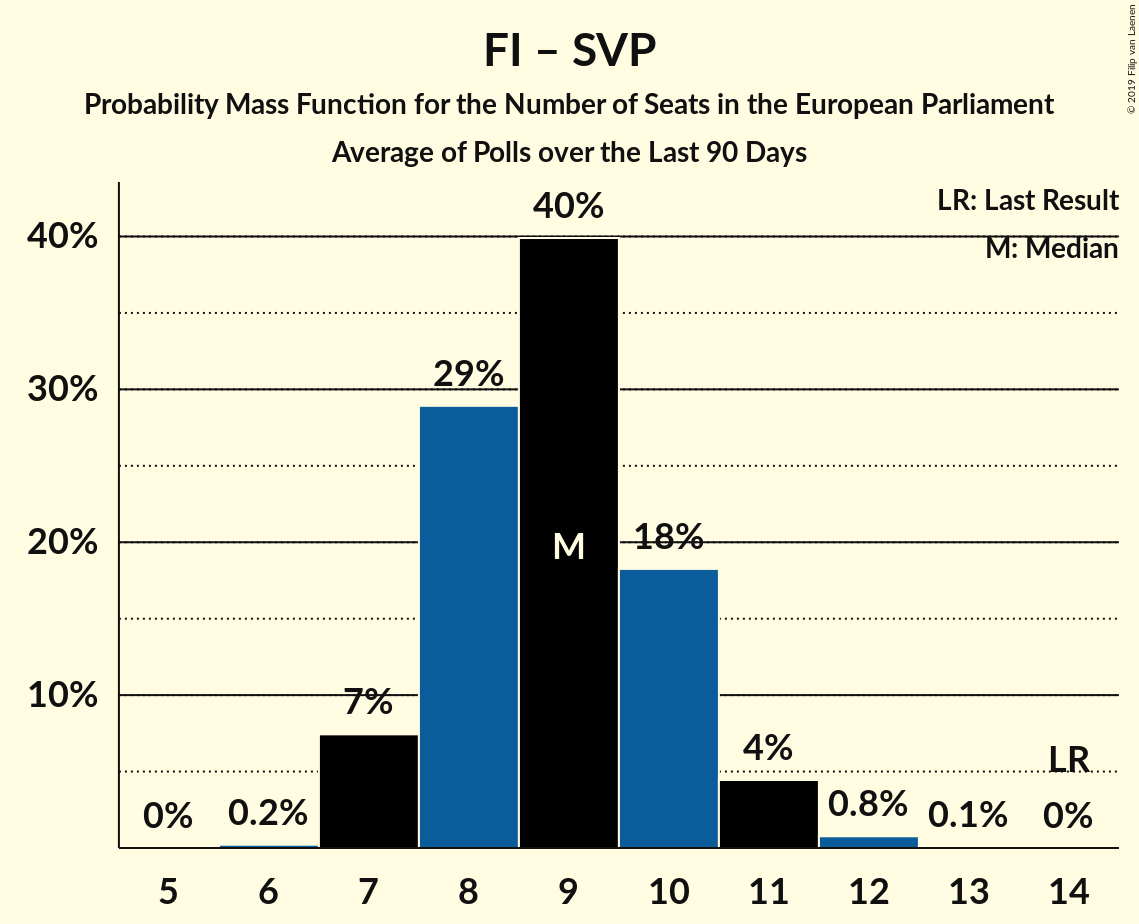 FI – SVP
Probability Mass Function for the Number of Seats in the European Parliament
Average of Polls over the Last 90 Days
© 2019 Filip van Laenen
LR: Last Result
M: Median
40%
30%
20%
10%
0%
0.2%
7%
29%
40%
M
18%
4%
0.8%
0.1%
LR
0%
5 6 7 8 9 10 11 12 13 14